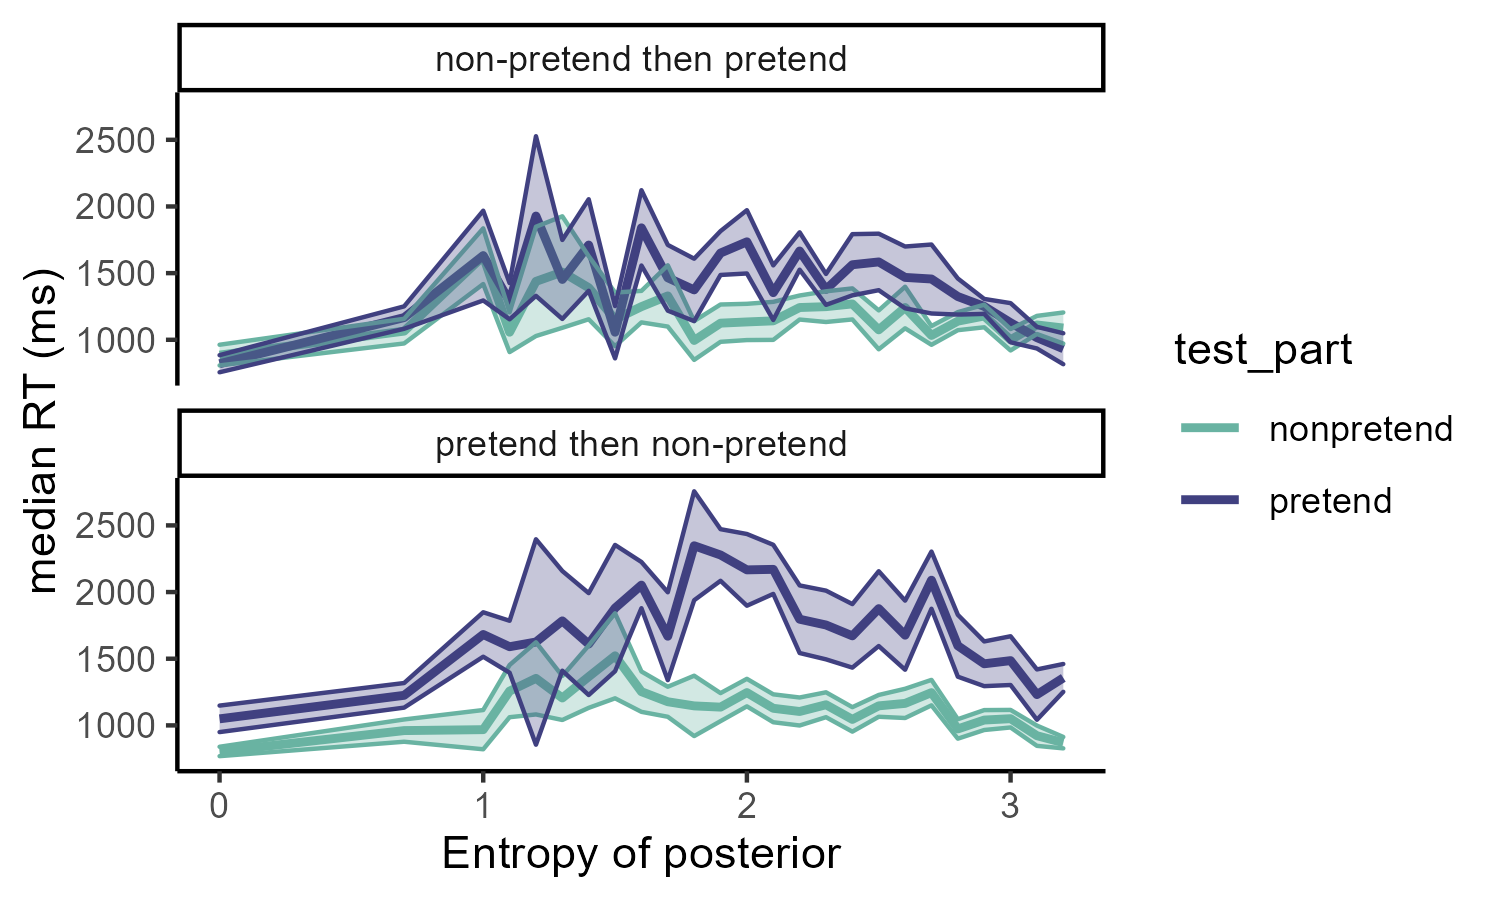 non-pretend then pretend
2500
2000
1500
1000
pretend then non-pretend
2500
2000
1500
1000
0 1 2 3
Entropy of posterior
median RT (ms)
test_part
nonpretend
pretend